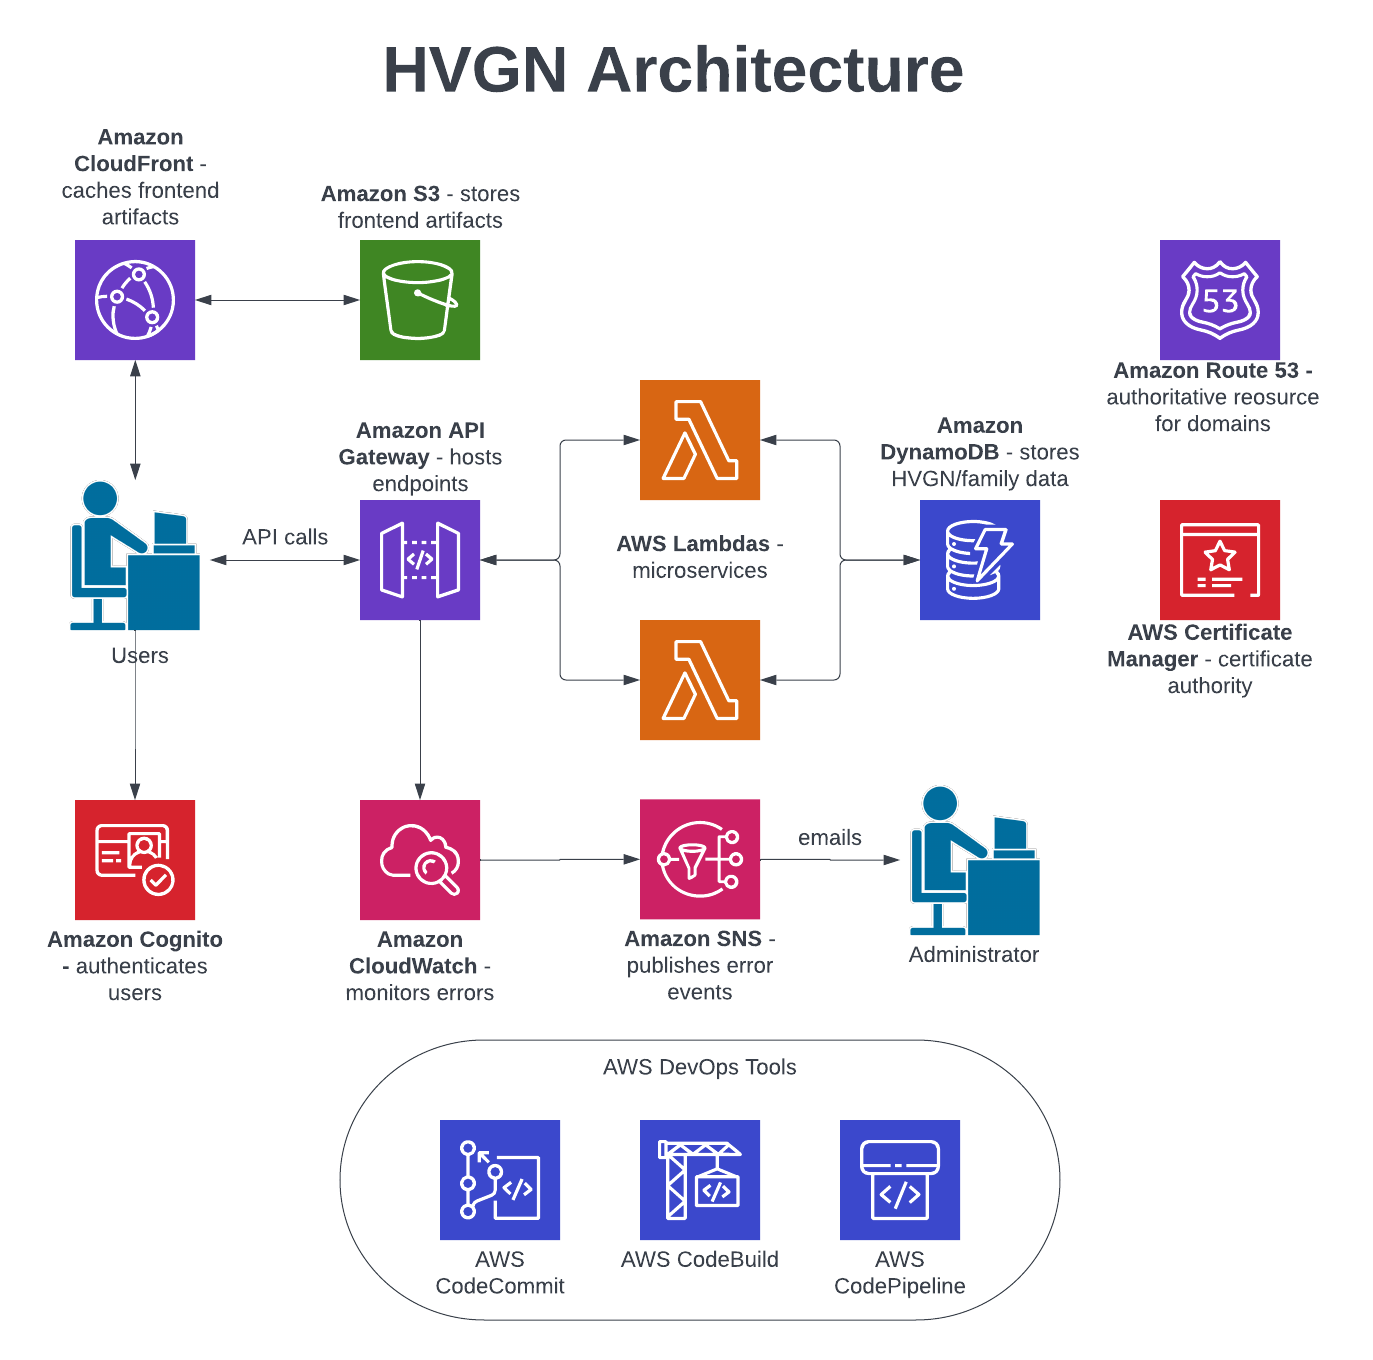 HVGN Architecture
Amazon
CloudFront -
caches frontend
artifacts
Amazon S3 - stores
frontend artifacts
53
Amazon Route 53 -
authoritative reosurce
for domains
Amazon API
Gateway - hosts
endpoints
</>
Amazon
DynamoDB - stores
HVGN/family data
API calls
AWS Lambdas -
microservices
Users
AWS Certificate
Manager - certificate
authority
emails
Amazon Cognito
- authenticates
users
Amazon
CloudWatch -
monitors errors
Amazon SNS -
publishes error
events
Administrator
AWS DevOps Tools
</>
</>
</>
AWS
CodeCommit
AWS CodeBuild
AWS
CodePipeline